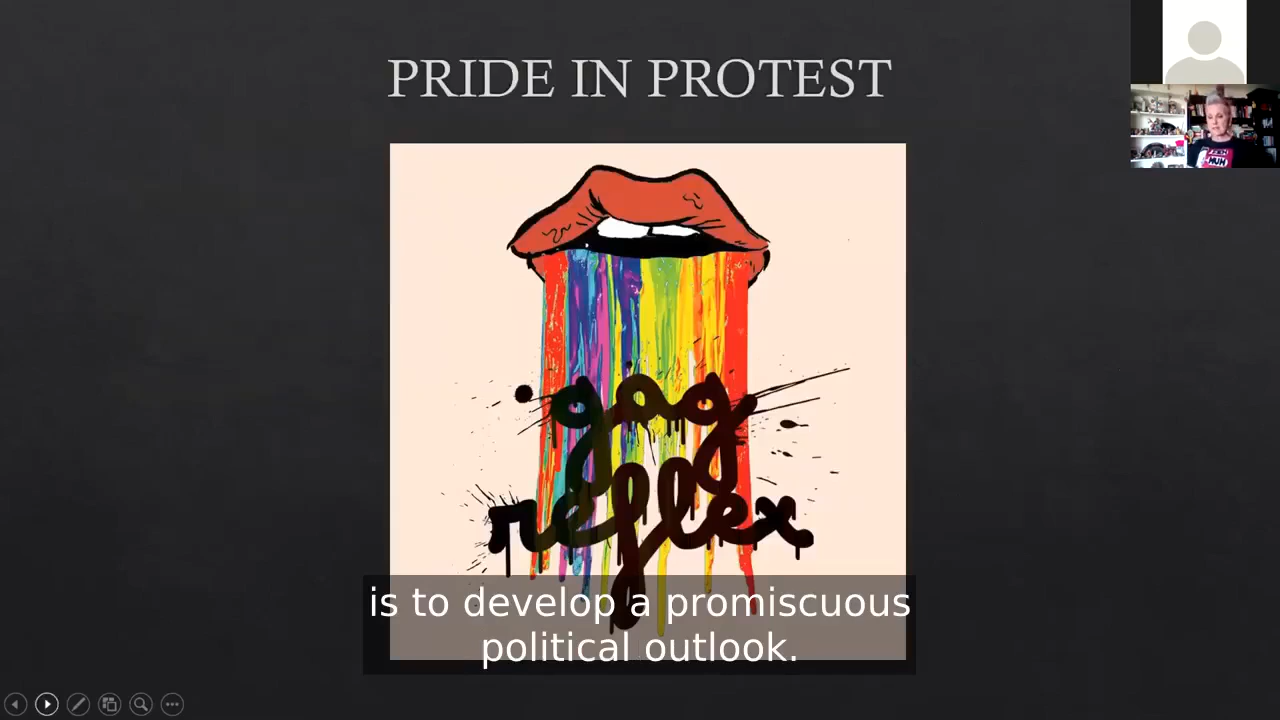 PRIDE IN PROTEST
gag
reflex
is to develop a promiscuous
political outlook.